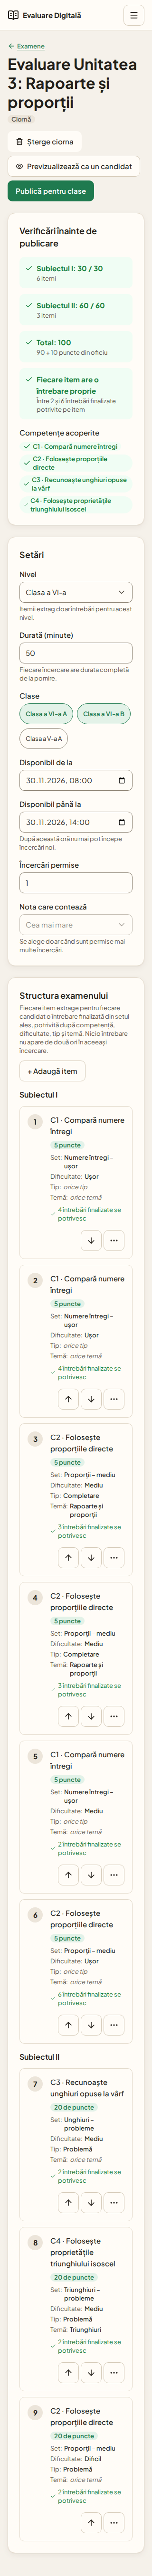 Evaluare Digitală
Examene
Evaluare Unitatea
3: Rapoarte și
proporții
Ciornă
Șterge ciorna
Previzualizează ca un candidat
Publică pentru clase
Verificări înainte de
publicare
Subiectul I: 30 / 30
6 itemi
Subiectul II: 60 / 60
3 itemi
Total: 100
90 + 10 puncte din oficiu
Fiecare item are o
întrebare proprie
Între 2 și 6 întrebări finalizate
potrivite pe item
Competențe acoperite
C1 · Compară numere întregi
C2 · Folosește proporțiile
directe
C3 · Recunoaște unghiuri opuse
la vârf
C4 · Folosește proprietățile
triunghiului isoscel
Setări
Nivel
Clasa a VI-a
Itemii extrag doar întrebări pentru acest
nivel.
Durată (minute)
50
Fiecare încercare are durata completă
de la pornire.
Clase
Clasa a VI-a A
Clasa a VI-a B
Clasa a V-a A
Disponibil de la
30.11.2026, 08:00
Disponibil până la
30.11.2026, 14:00
După această oră nu mai pot începe
încercări noi.
Încercări permise
1
Nota care contează
Cea mai mare
Se alege doar când sunt permise mai
multe încercări.
Structura examenului
Fiecare item extrage pentru fiecare
candidat o întrebare finalizată din setul
ales, potrivită după competență,
dificultate, tip și temă. Nicio întrebare
nu apare de două ori în aceeași
încercare.
+ Adaugă item
Subiectul I
1
C1 · Compară numere
întregi
5 puncte
Set: Numere întregi –
ușor
Dificultate: Ușor
Tip: orice tip
Temă: orice temă
4 întrebări finalizate se
potrivesc
2
C1 · Compară numere
întregi
5 puncte
Set: Numere întregi –
ușor
Dificultate: Ușor
Tip: orice tip
Temă: orice temă
4 întrebări finalizate se
potrivesc
3
C2 · Folosește
proporțiile directe
5 puncte
Set: Proporții – mediu
Dificultate: Mediu
Tip: Completare
Temă: Rapoarte și
proporții
3 întrebări finalizate se
potrivesc
4
C2 · Folosește
proporțiile directe
5 puncte
Set: Proporții – mediu
Dificultate: Mediu
Tip: Completare
Temă: Rapoarte și
proporții
3 întrebări finalizate se
potrivesc
5
C1 · Compară numere
întregi
5 puncte
Set: Numere întregi –
ușor
Dificultate: Mediu
Tip: orice tip
Temă: orice temă
2 întrebări finalizate se
potrivesc
6
C2 · Folosește
proporțiile directe
5 puncte
Set: Proporții – mediu
Dificultate: Ușor
Tip: orice tip
Temă: orice temă
6 întrebări finalizate se
potrivesc
Subiectul II
7
C3 · Recunoaște
unghiuri opuse la vârf
20 de puncte
Set: Unghiuri –
probleme
Dificultate: Mediu
Tip: Problemă
Temă: orice temă
2 întrebări finalizate se
potrivesc
8
C4 · Folosește
proprietățile
triunghiului isoscel
20 de puncte
Set: Triunghiuri –
probleme
Dificultate: Mediu
Tip: Problemă
Temă: Triunghiuri
2 întrebări finalizate se
potrivesc
9
C2 · Folosește
proporțiile directe
20 de puncte
Set: Proporții – mediu
Dificultate: Dificil
Tip: Problemă
Temă: orice temă
2 întrebări finalizate se
potrivesc